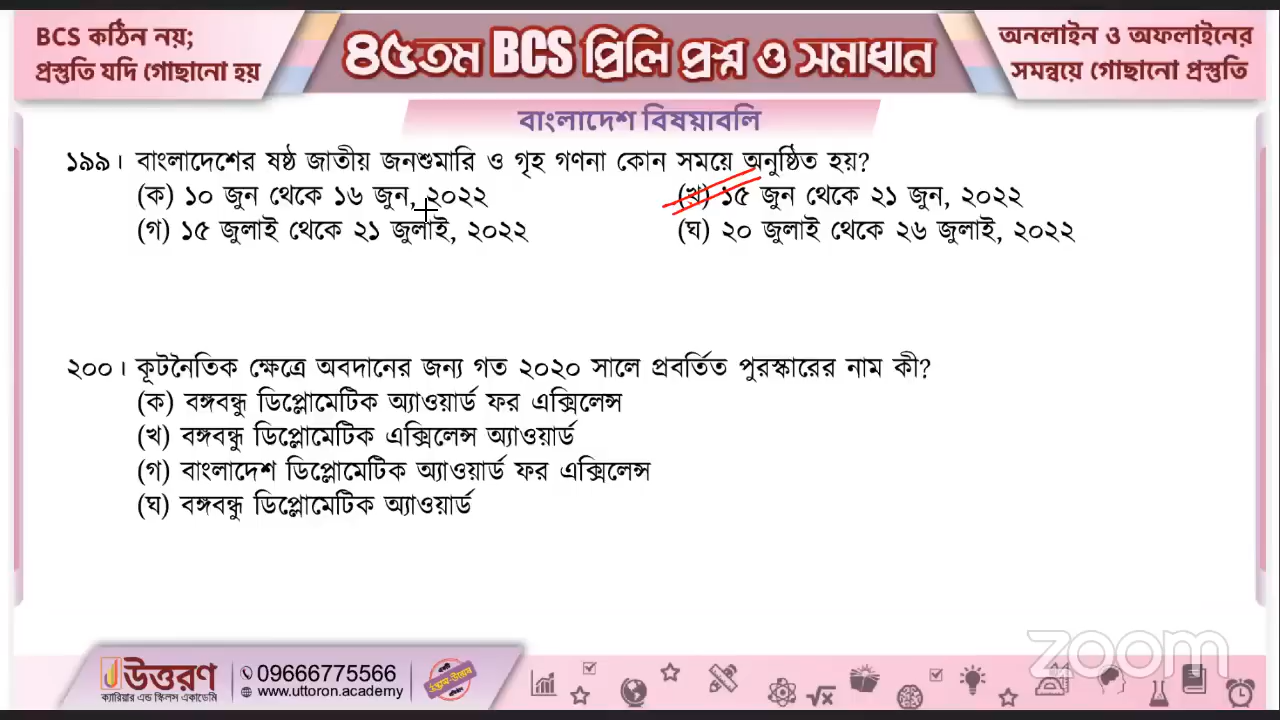 BCS কঠিন নয়;
প্রস্তুতি যদি গোছানো হয়
৪৫তম BCS প্রিলি প্রশ্ন ও সমাধান
অনলাইন ও অফলাইনের
সমন্বয়ে গোছানো প্রস্তুতি
বাংলাদেশ বিষয়াবলি
১৯৯। বাংলাদেশের ষষ্ঠ জাতীয় জনশুমারি ও গৃহ গণনা কোন সময়ে অনুষ্ঠিত হয়?
(ক) ১০ জুন থেকে ১৬ জুন, ২০২২ (খ) ১৫ জুন থেকে ২১ জুন, ২০২২
(গ) ১৫ জুলাই থেকে ২১ জুলাই, ২০২২ (ঘ) ২০ জুলাই থেকে ২৬ জুলাই, ২০২২
২০০। কূটনৈতিক ক্ষেত্রে অবদানের জন্য গত ২০২০ সালে প্রবর্তিত পুরস্কারের নাম কী?
(ক) বঙ্গবন্ধু ডিপ্লোমেটিক অ্যাওয়ার্ড ফর এক্সিলেন্স
(খ) বঙ্গবন্ধু ডিপ্লোমেটিক এক্সিলেন্স অ্যাওয়ার্ড
(গ) বাংলাদেশ ডিপ্লোমেটিক অ্যাওয়ার্ড ফর এক্সিলেন্স
(ঘ) বঙ্গবন্ধু ডিপ্লোমেটিক অ্যাওয়ার্ড
zoom
উত্তরণ
ক্যারিয়ার এন্ড স্কিলস একাডেমি
09666775566
www.uttoron.academy